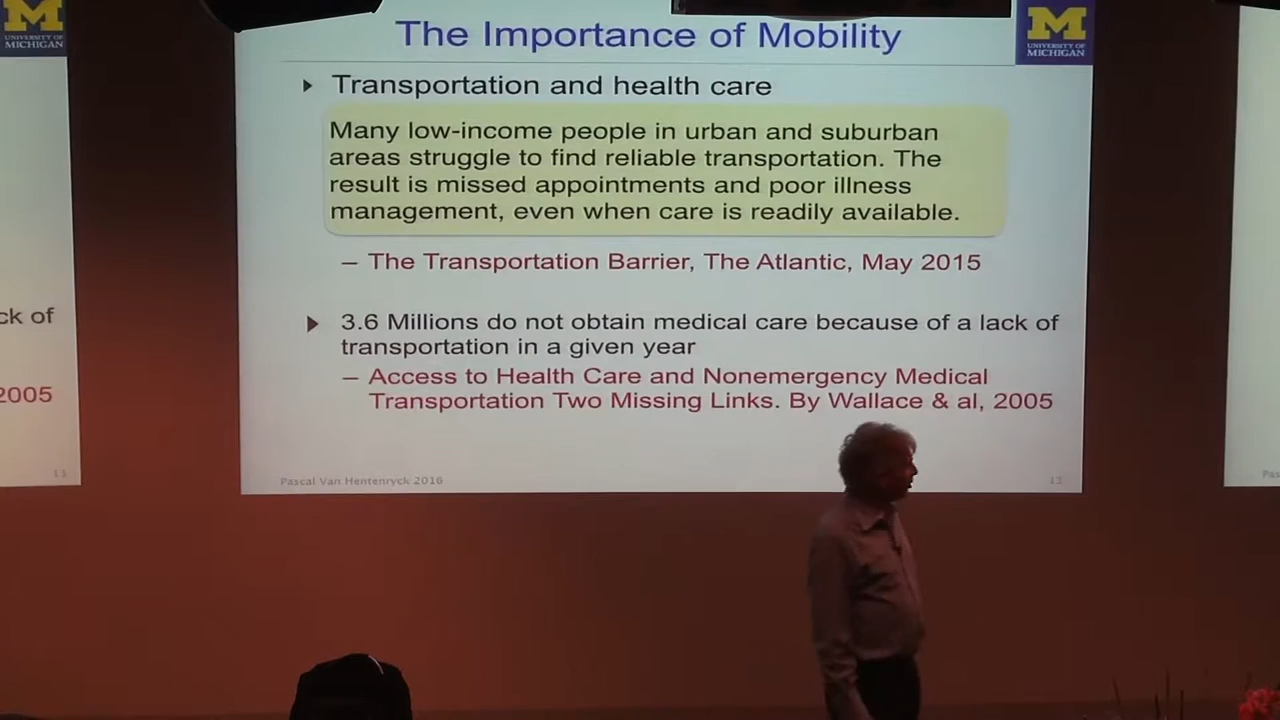 M
UNIVERSITY OF
MICHIGAN
ck of
2005
13
The Importance of Mobility
M
UNIVERSITY OF
MICHIGAN
Transportation and health care
Many low-income people in urban and suburban
areas struggle to find reliable transportation. The
result is missed appointments and poor illness
management, even when care is readily available.
– The Transportation Barrier, The Atlantic, May 2015
3.6 Millions do not obtain medical care because of a lack of
transportation in a given year
– Access to Health Care and Nonemergency Medical
Transportation Two Missing Links. By Wallace & al, 2005
Pascal Van Hentenryck 2016
13
Pas